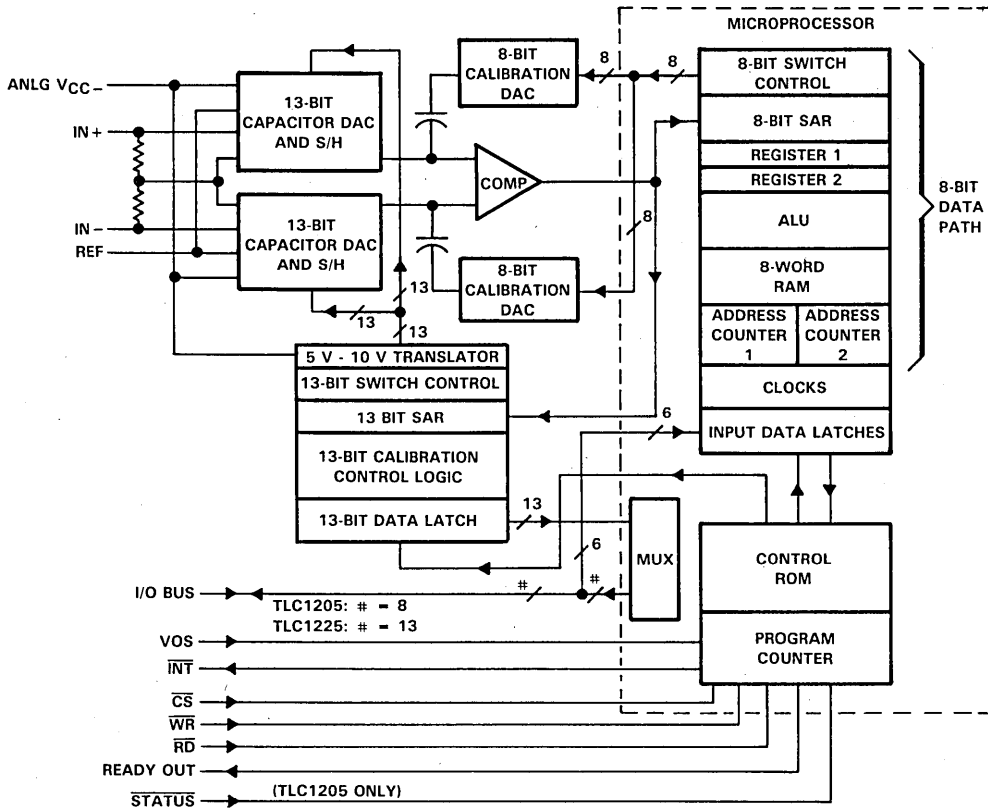 MICROPROCESSOR
8-BIT
CALIBRATION
DAC
8
8
8-BIT SWITCH
CONTROL
ANLG VCC-
13-BIT
CAPACITOR DAC
AND S/H
8-BIT SAR
IN+
REGISTER 1
REGISTER 2
COMP
8-BIT
DATA
PATH
13-BIT
CAPACITOR DAC
AND S/H
8
ALU
IN-
REF
8-BIT
CALIBRATION
DAC
8-WORD
RAM
13
13
13
ADDRESS
COUNTER
1
ADDRESS
COUNTER
2
5 V - 10 V TRANSLATOR
13-BIT SWITCH CONTROL
CLOCKS
13 BIT SAR
6
INPUT DATA LATCHES
13-BIT CALIBRATION
CONTROL LOGIC
13-BIT DATA LATCH
13
6
MUX
CONTROL
ROM
I/O BUS
#
#
TLC1205: # = 8
TLC1225: # = 13
VOS
PROGRAM
COUNTER
INT
CS
WR
RD
READY OUT
STATUS
(TLC1205 ONLY)